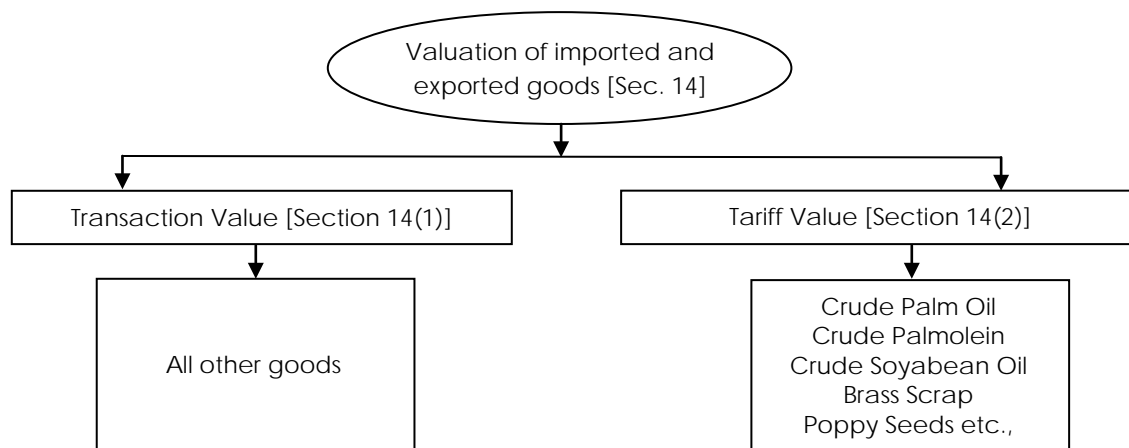 Valuation of imported and
exported goods [Sec. 14]
Transaction Value [Section 14(1)]
Tariff Value [Section 14(2)]
All other goods
Crude Palm Oil
Crude Palmolein
Crude Soyabean Oil
Brass Scrap
Poppy Seeds etc.,